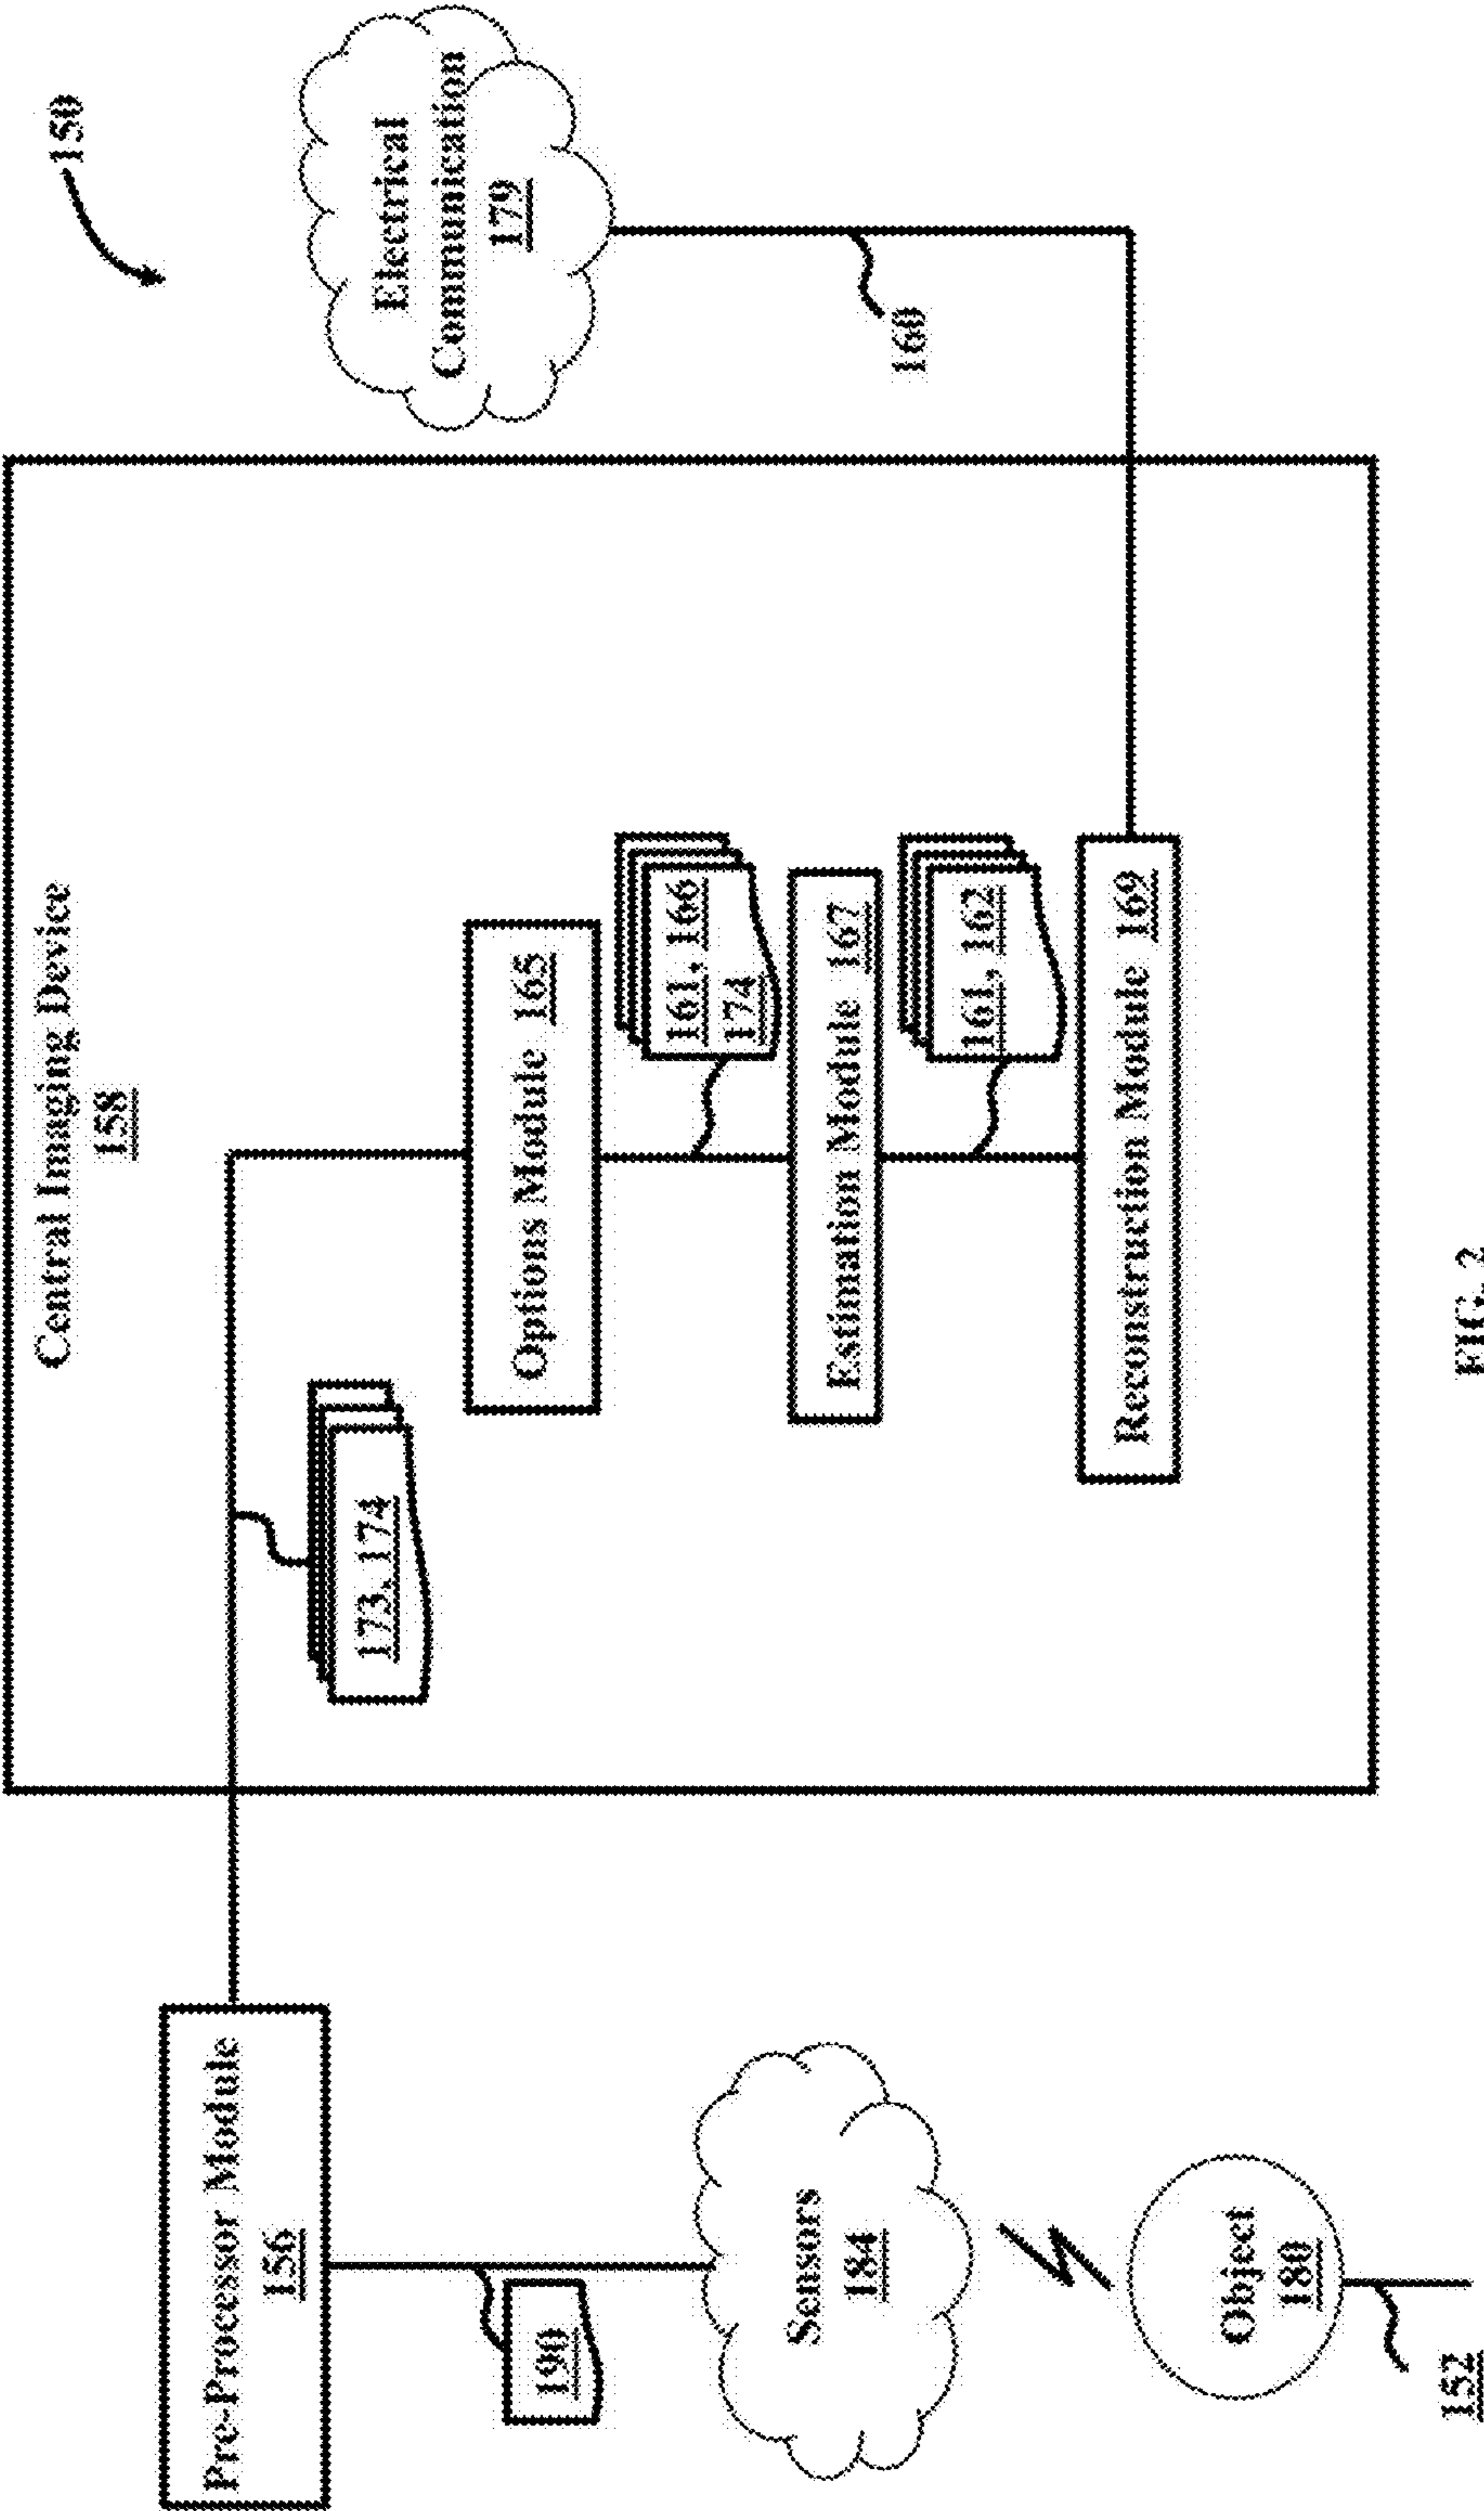 150
Central Imaging Device
158
Pre-Processor Module
156
173, 174
Electrical
Communication
179
190
Options Module 165
161, 166
174
160
Sensors
184
Estimation Module 167
161, 162
Object
180
Reconstruction Module 169
152
FIG. 2